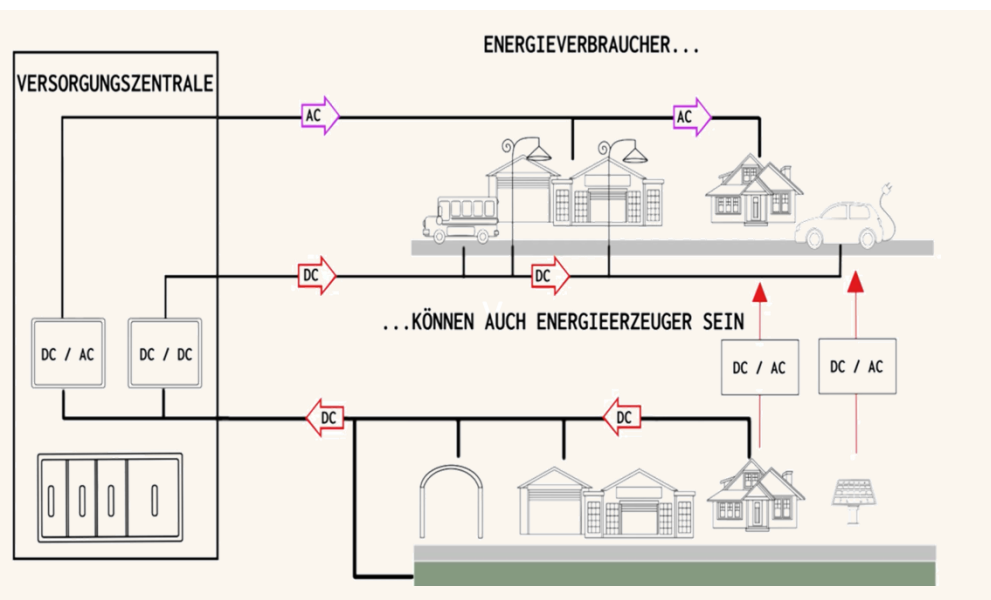 ENERGIEVERBRAUCHER...
VERSORGUNGSZENTRALE
AC
AC
DC
DC
...KÖNNEN AUCH ENERGIEERZEUGER SEIN
DC / AC
DC / DC
DC / AC
DC / AC
DC
DC